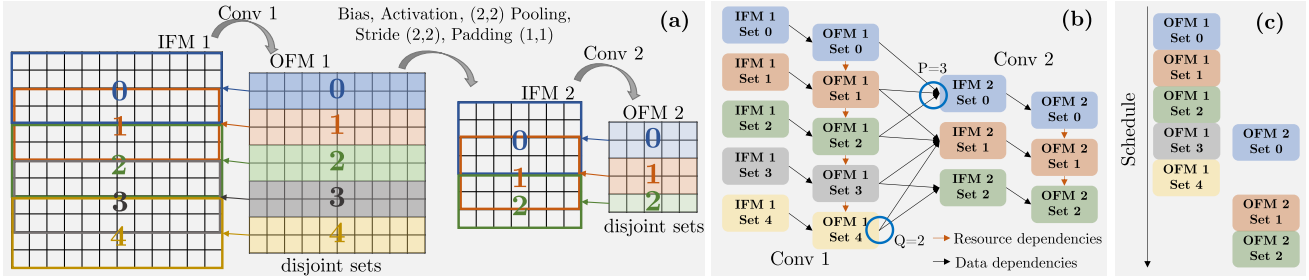 Conv 1
Bias, Activation, (2,2) Pooling,
Stride (2,2), Padding (1,1)
(a)
IFM 1
OFM 1
Conv 2
IFM 2
OFM 2
0
1
2
3
4
0
1
2
3
4
disjoint sets
0
1
2
0
1
2
disjoint sets
(b)
IFM 1
Set 0
IFM 1
Set 1
IFM 1
Set 2
IFM 1
Set 3
IFM 1
Set 4
OFM 1
Set 0
OFM 1
Set 1
OFM 1
Set 2
OFM 1
Set 3
OFM 1
Set 4
Conv 1
P=3
Q=2
Conv 2
IFM 2
Set 0
IFM 2
Set 1
IFM 2
Set 2
OFM 2
Set 0
OFM 2
Set 1
OFM 2
Set 2
Resource dependencies
Data dependencies
(c)
Schedule
OFM 1
Set 0
OFM 1
Set 1
OFM 1
Set 2
OFM 1
Set 3
OFM 1
Set 4
OFM 2
Set 0
OFM 2
Set 1
OFM 2
Set 2